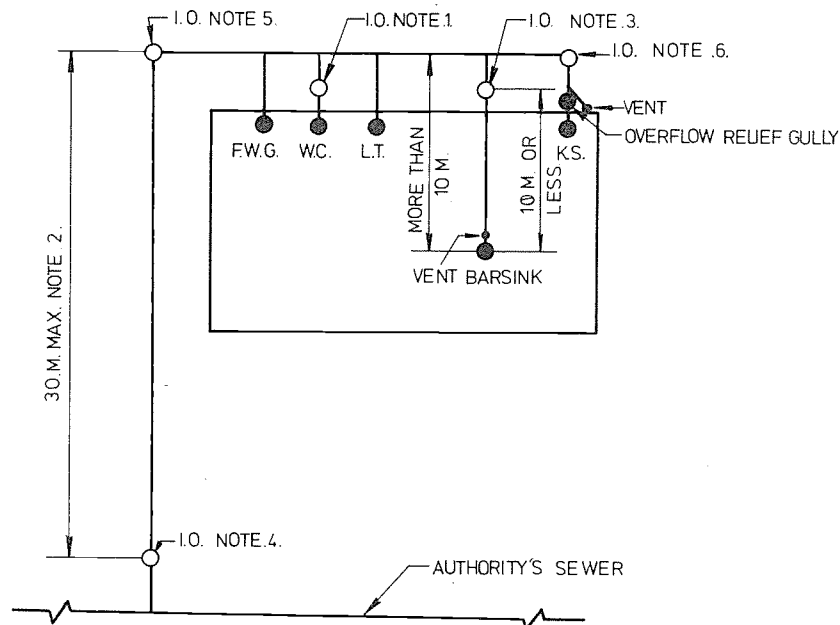 I.O. NOTE 5.
I.O.NOTE.1.
I.O. NOTE .3.
I.O. NOTE .6.
VENT
OVERFLOW RELIEF GULLY
F.W.G.
W.C.
L.T.
K.S.
MORE THAN
10 M.
10 M. OR
LESS
VENT BARSINK
30.M. MAX. NOTE .2.
I.O. NOTE.4.
AUTHORITY'S SEWER